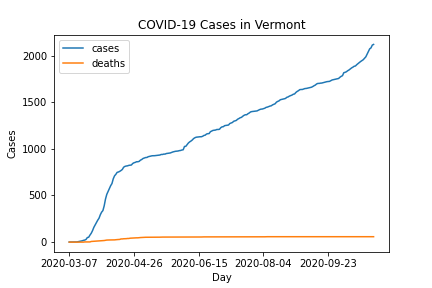 COVID-19 Cases in Vermont
cases
deaths
2000
1500
1000
500
0
Cases
2020-03-07 2020-04-26 2020-06-15 2020-08-04 2020-09-23
Day